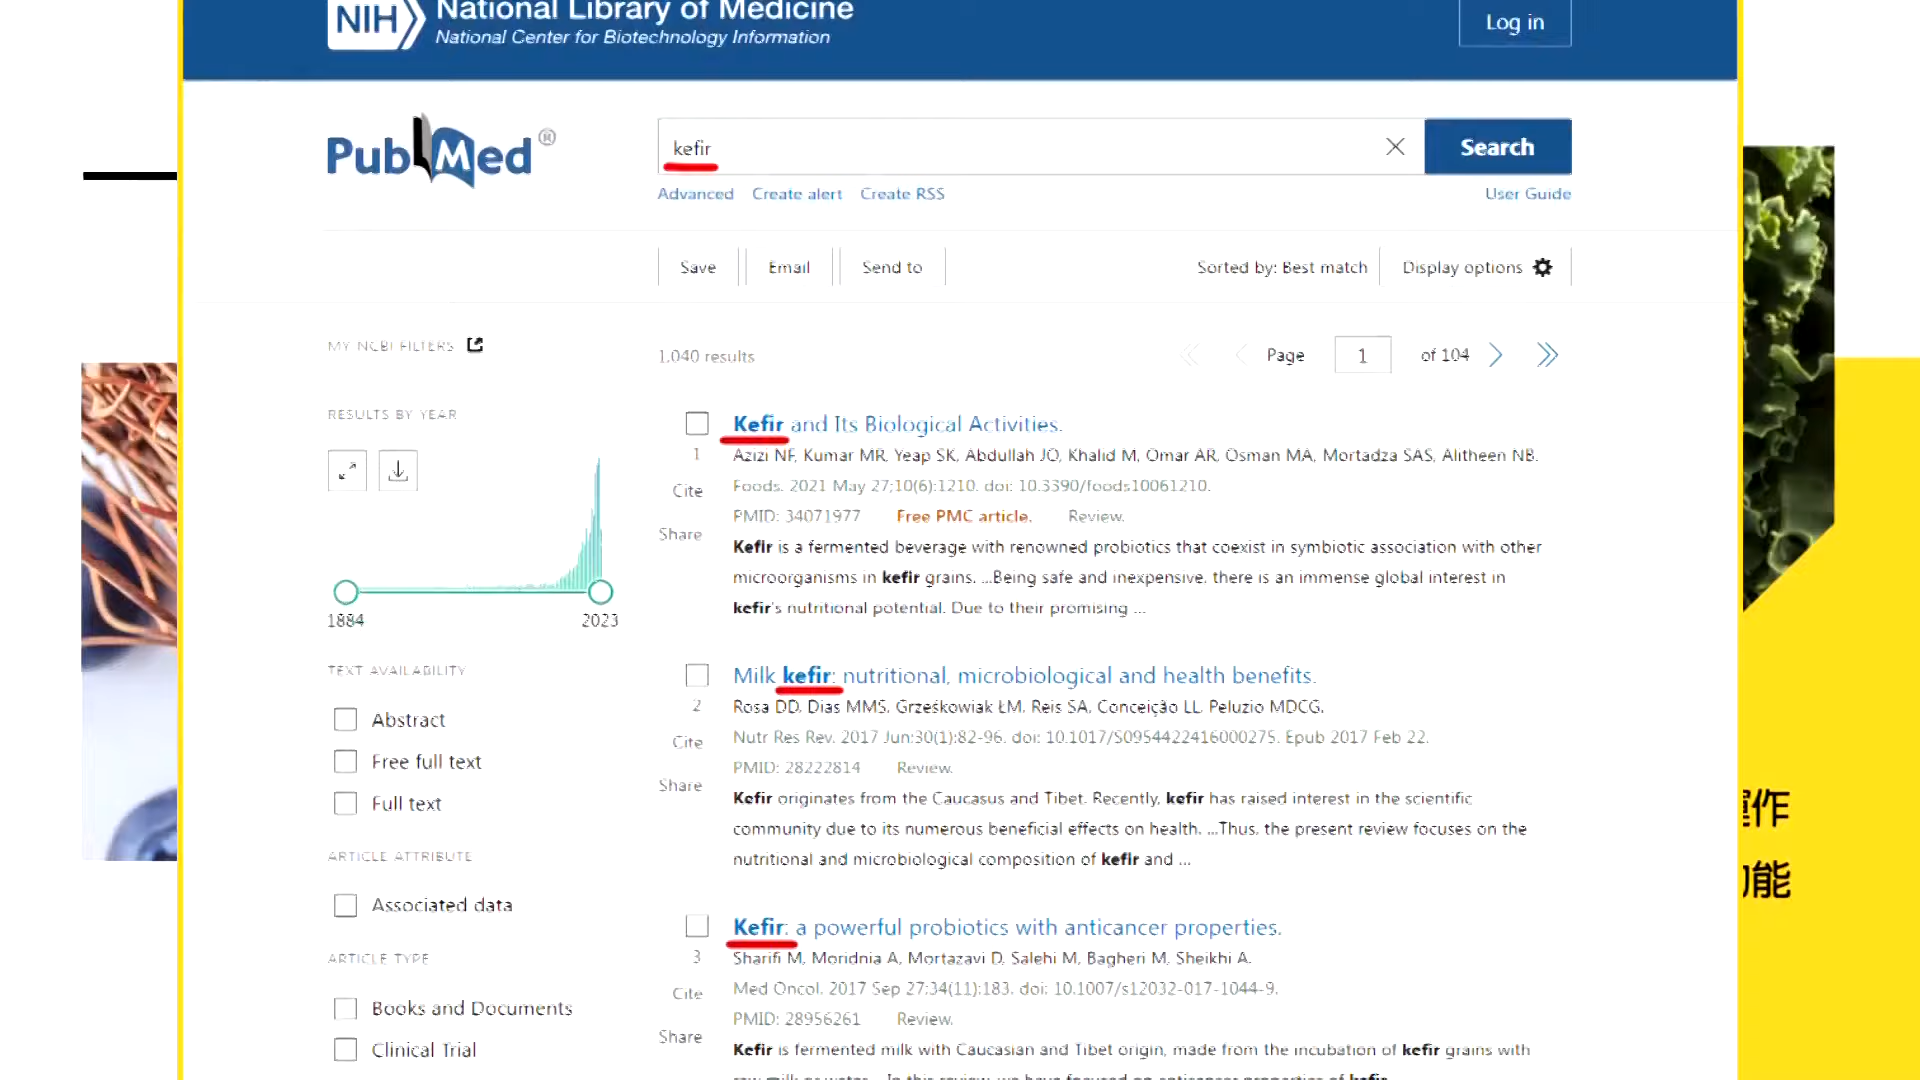 NIH National Library of Medicine
National Center for Biotechnology Information
Log in
PubMed®
kefir
Search
Advanced Create alert Create RSS
User Guide
Save Email Send to
Sorted by: Best match Display options
MY NCBI FILTERS
1,040 results
Page 1 of 104
RESULTS BY YEAR
1884 2023
TEXT AVAILABILITY
Abstract
Free full text
Full text
ARTICLE ATTRIBUTE
Associated data
ARTICLE TYPE
Books and Documents
Clinical Trial
Kefir and Its Biological Activities.
1
Azizi NF, Kumar MR, Yeap SK, Abdullah JO, Khalid M, Omar AR, Osman MA, Mortadza SAS, Alitheen NB.
Cite
Foods. 2021 May 27;10(6):1210. doi: 10.3390/foods10061210.
PMID: 34071977 Free PMC article. Review.
Share
Kefir is a fermented beverage with renowned probiotics that coexist in symbiotic association with other
microorganisms in kefir grains. ...Being safe and inexpensive, there is an immense global interest in
kefir's nutritional potential. Due to their promising ...
Milk kefir: nutritional, microbiological and health benefits.
2
Rosa DD, Dias MMS, Grześkowiak ŁM, Reis SA, Conceição LL, Peluzio MDCG.
Cite
Nutr Res Rev. 2017 Jun;30(1):82-96. doi: 10.1017/S0954422416000275. Epub 2017 Feb 22.
PMID: 28222814 Review.
Share
Kefir originates from the Caucasus and Tibet. Recently, kefir has raised interest in the scientific
community due to its numerous beneficial effects on health. ...Thus, the present review focuses on the
nutritional and microbiological composition of kefir and ...
Kefir: a powerful probiotics with anticancer properties.
3
Sharifi M, Moridnia A, Mortazavi D, Salehi M, Bagheri M, Sheikhi A.
Cite
Med Oncol. 2017 Sep 27;34(11):183. doi: 10.1007/s12032-017-1044-9.
PMID: 28956261 Review.
Share
Kefir is fermented milk with Caucasian and Tibet origin, made from the incubation of kefir grains with
作
能